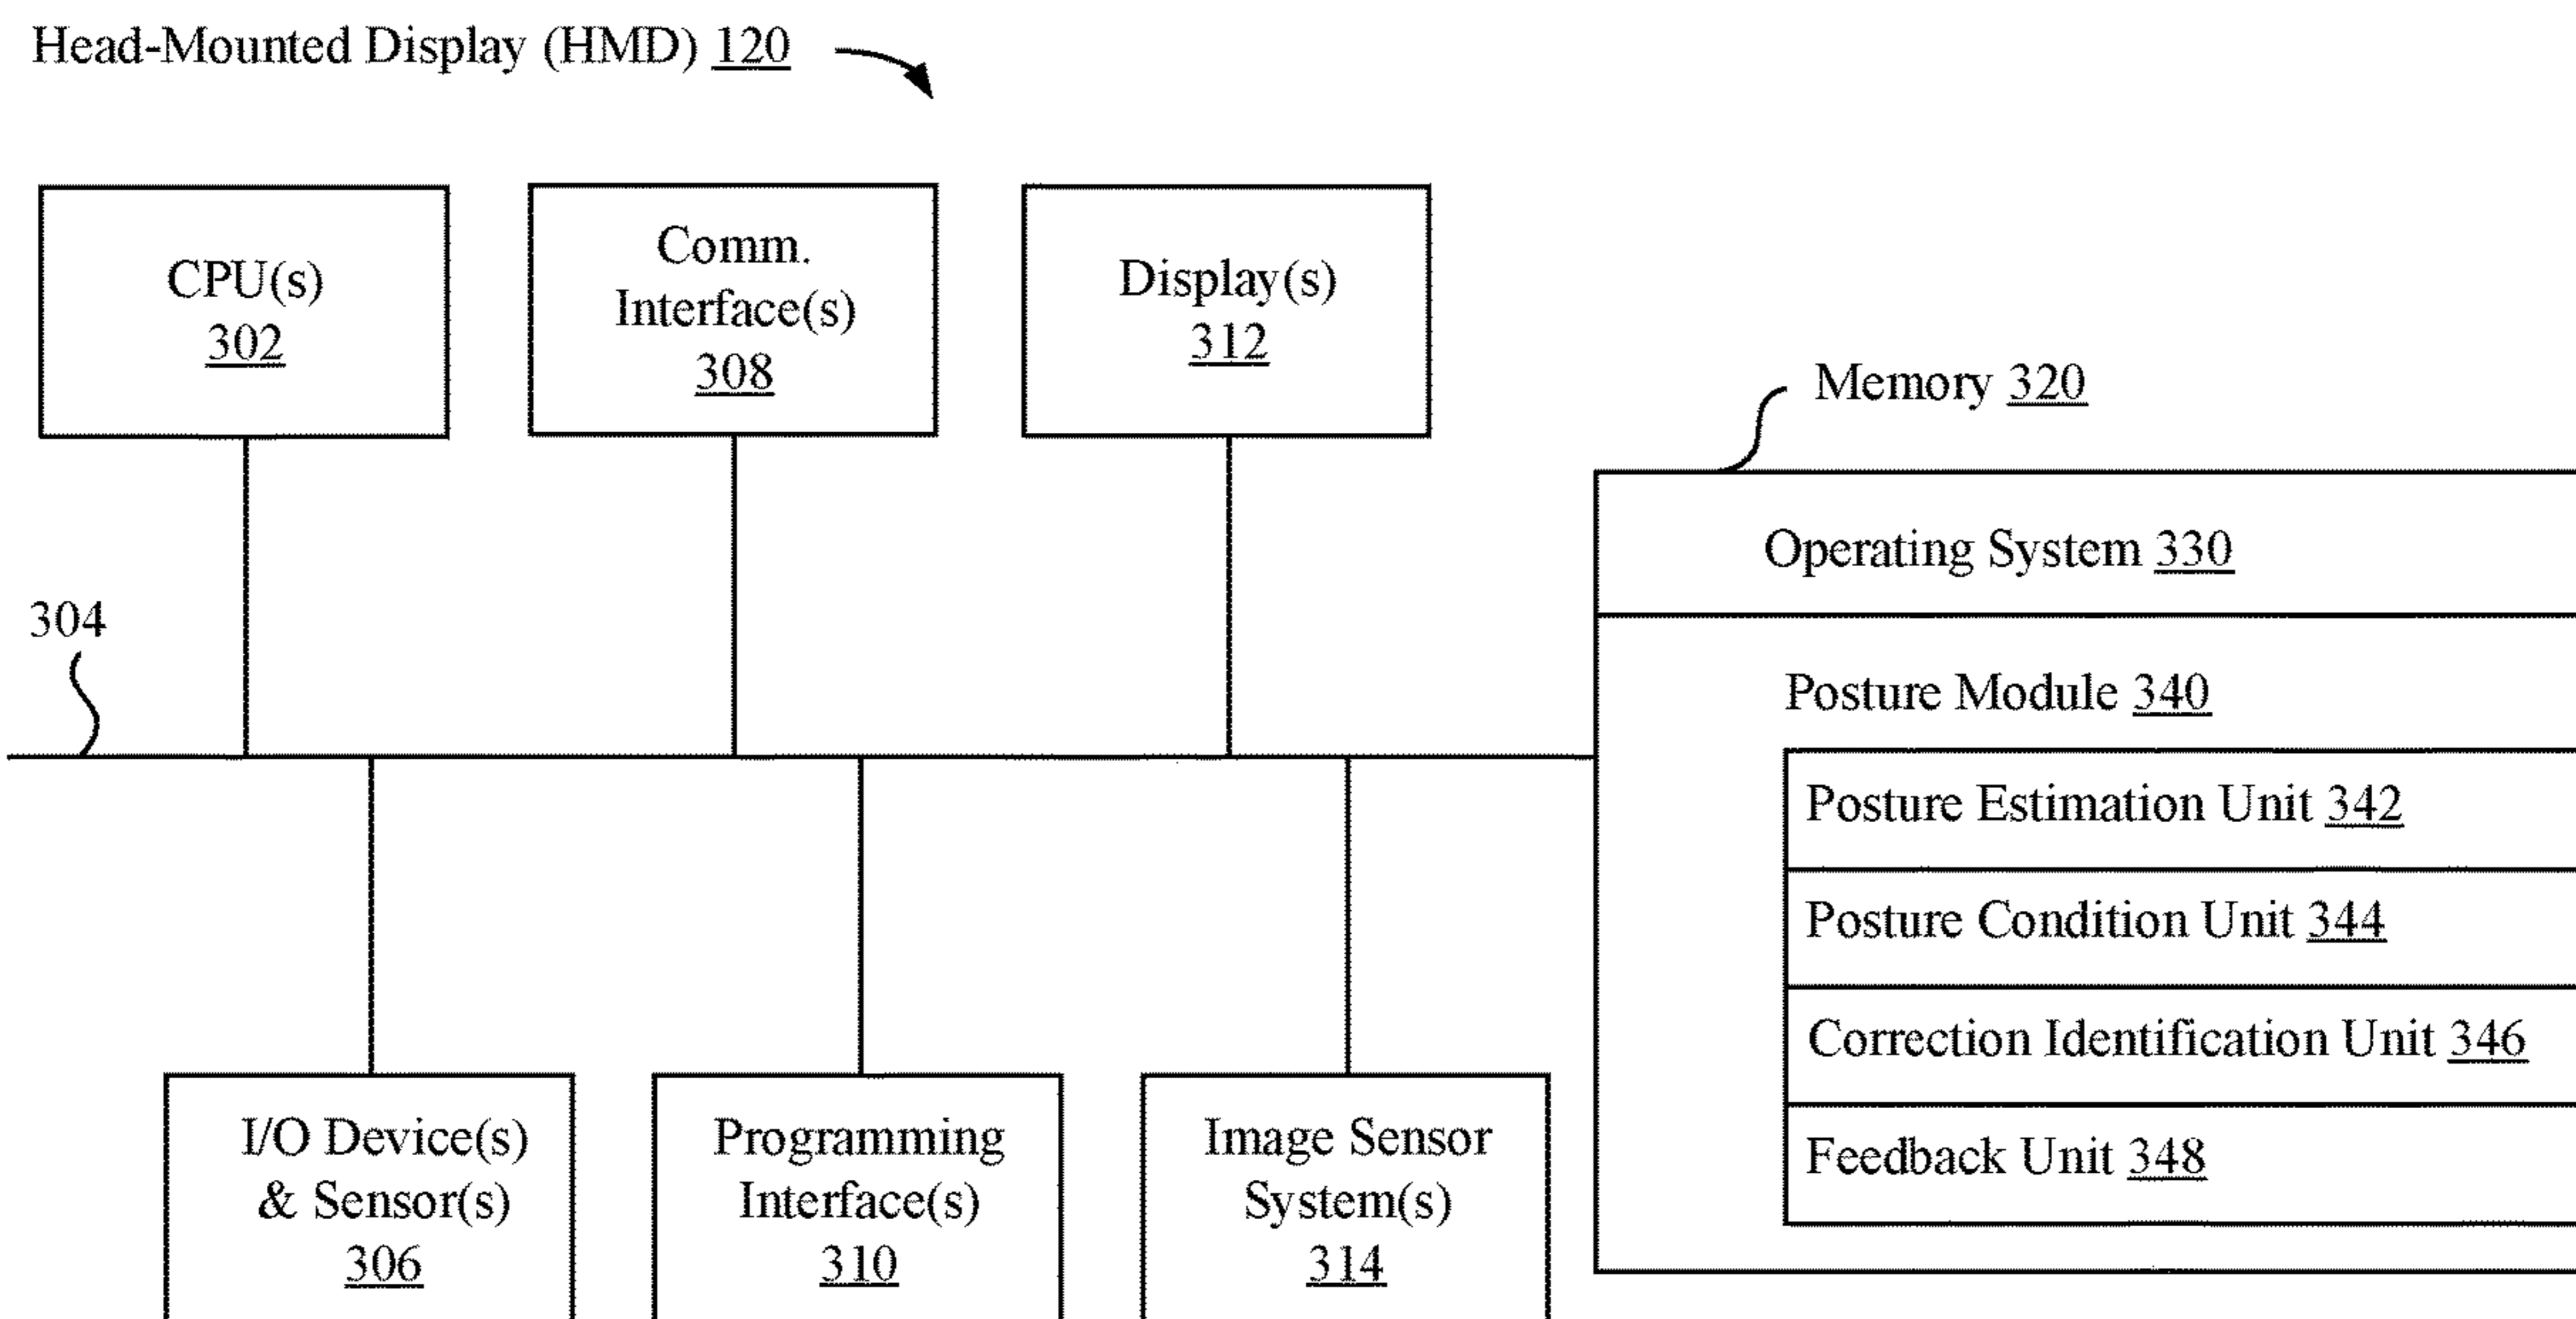 Head-Mounted Display (HMD) 120
CPU(s)
302
Comm.
Interface(s)
308
Display(s)
312
Memory 320
Operating System 330
304
Posture Module 340
Posture Estimation Unit 342
Posture Condition Unit 344
Correction Identification Unit 346
Feedback Unit 348
I/O Device(s)
& Sensor(s)
306
Programming
Interface(s)
310
Image Sensor
System(s)
314